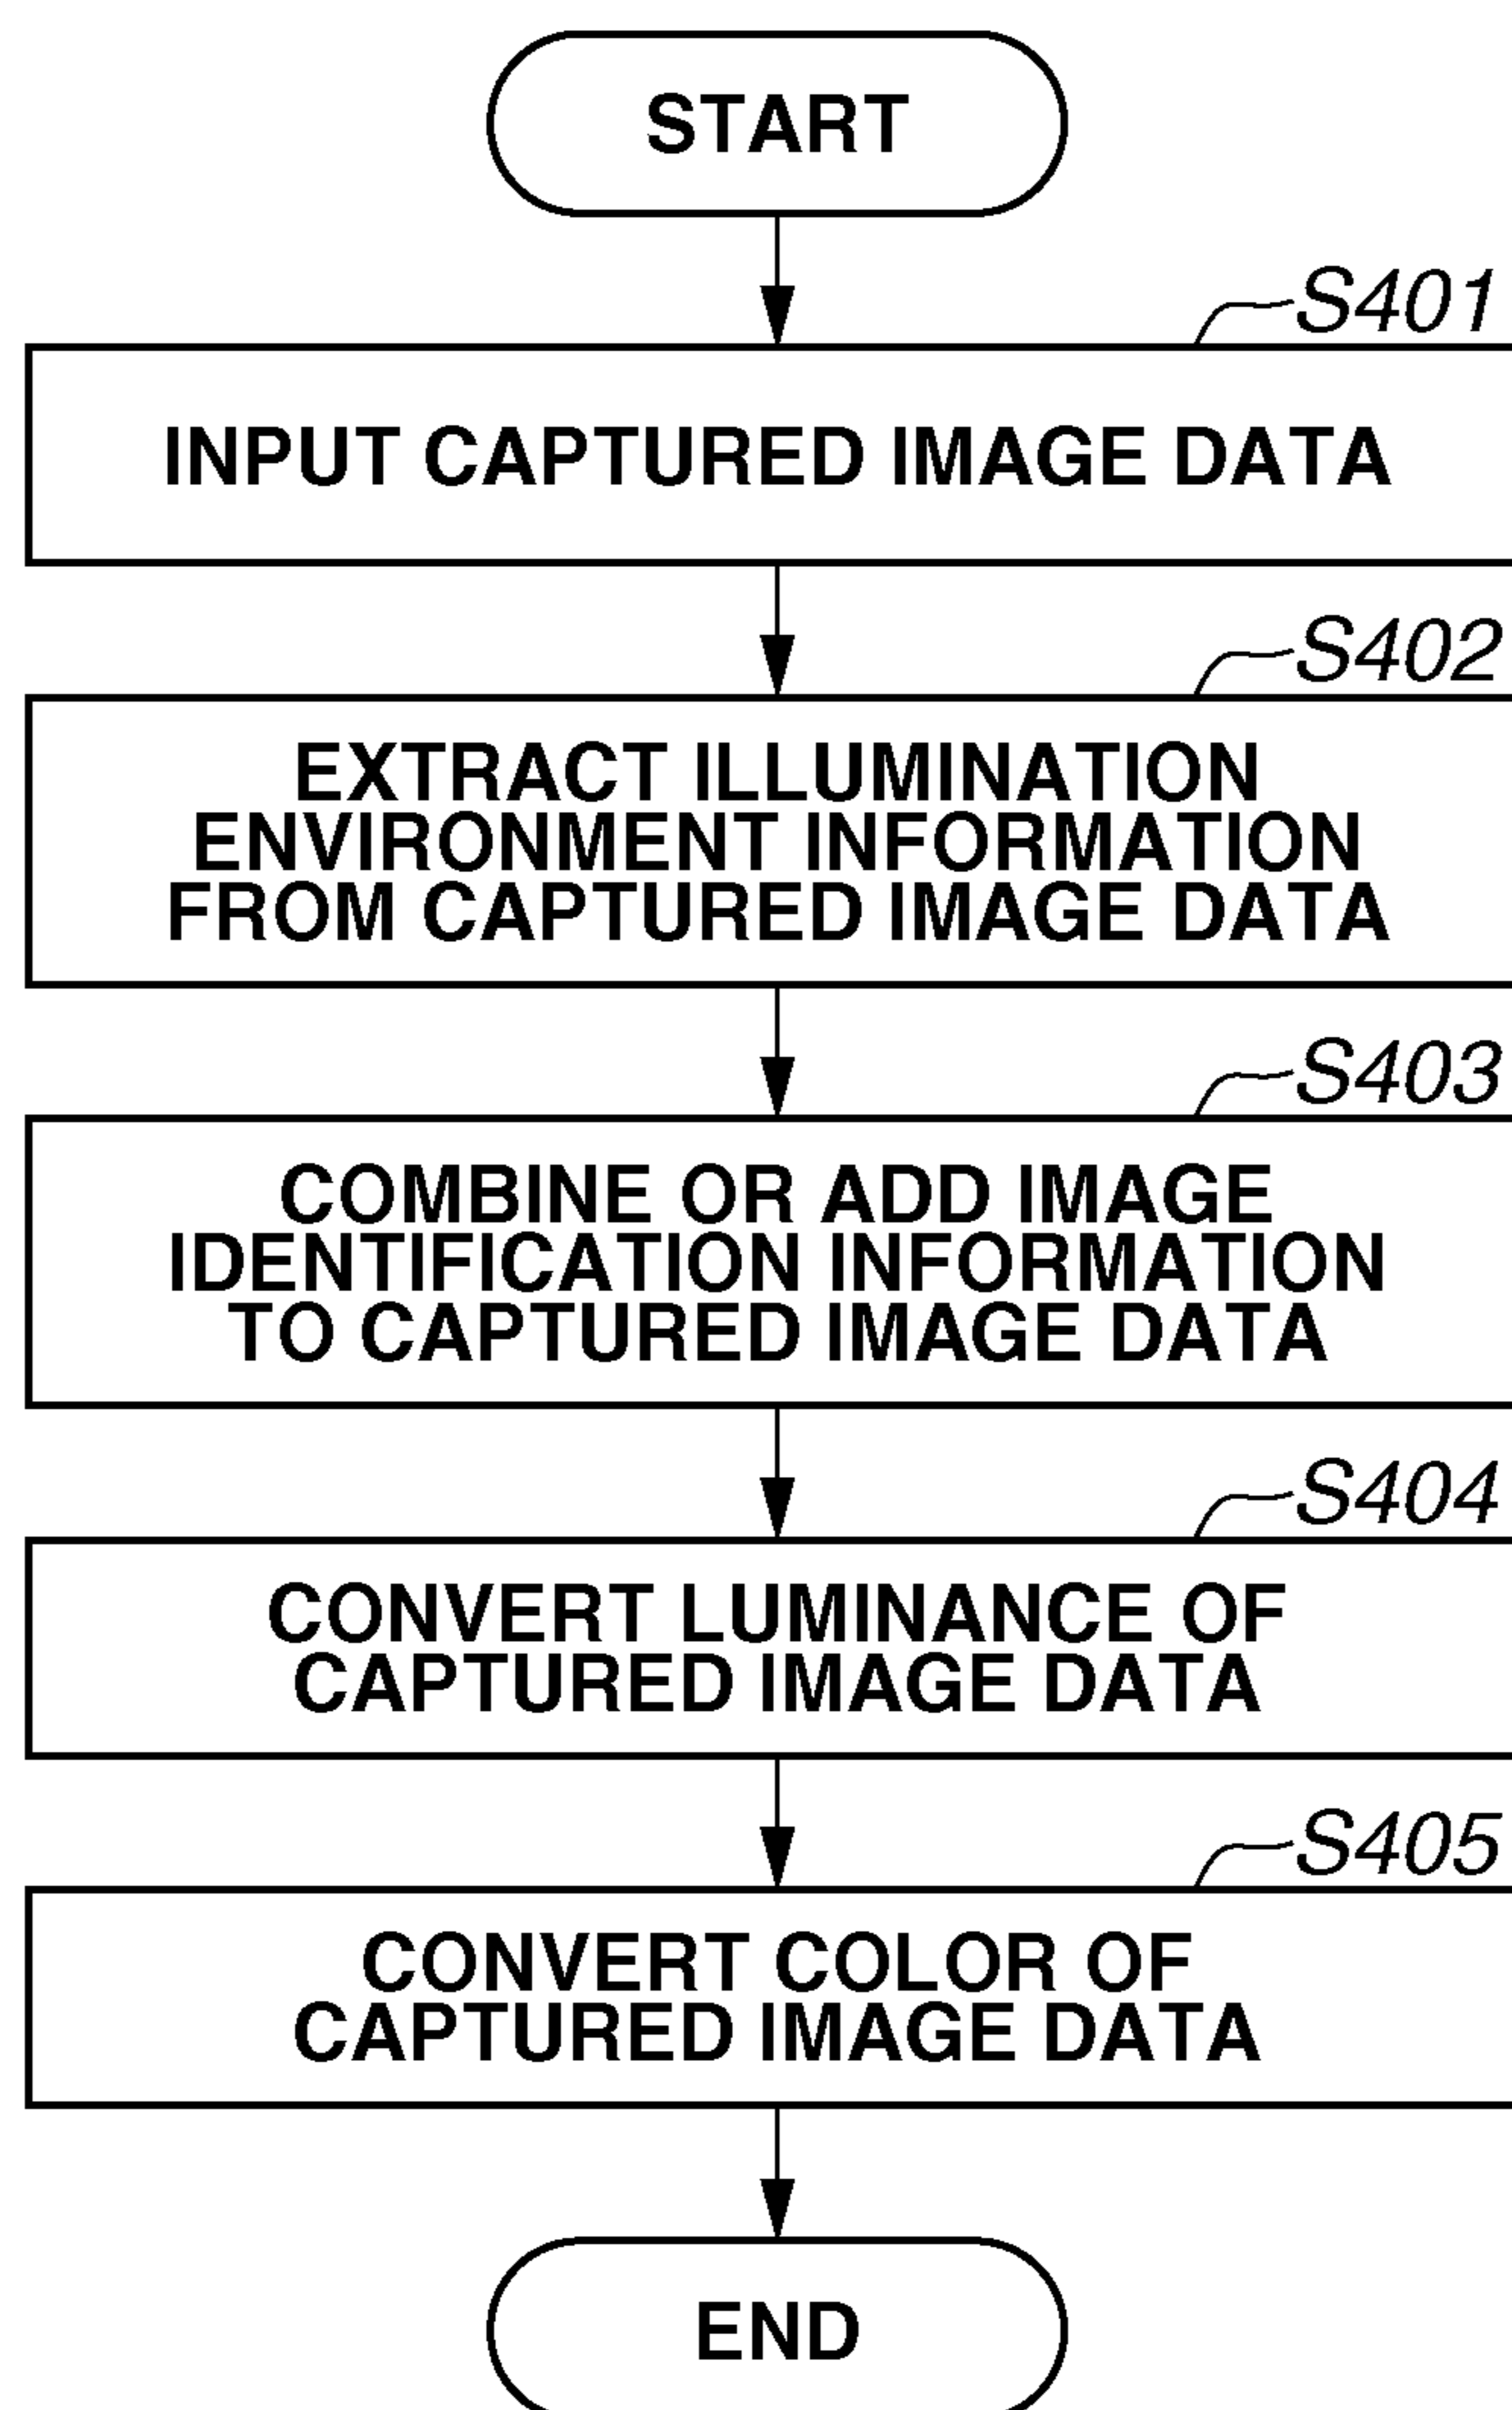 START
S401
INPUT CAPTURED IMAGE DATA
S402
EXTRACT ILLUMINATION
ENVIRONMENT INFORMATION
FROM CAPTURED IMAGE DATA
S403
COMBINE OR ADD IMAGE
IDENTIFICATION INFORMATION
TO CAPTURED IMAGE DATA
S404
CONVERT LUMINANCE OF
CAPTURED IMAGE DATA
S405
CONVERT COLOR OF
CAPTURED IMAGE DATA
END